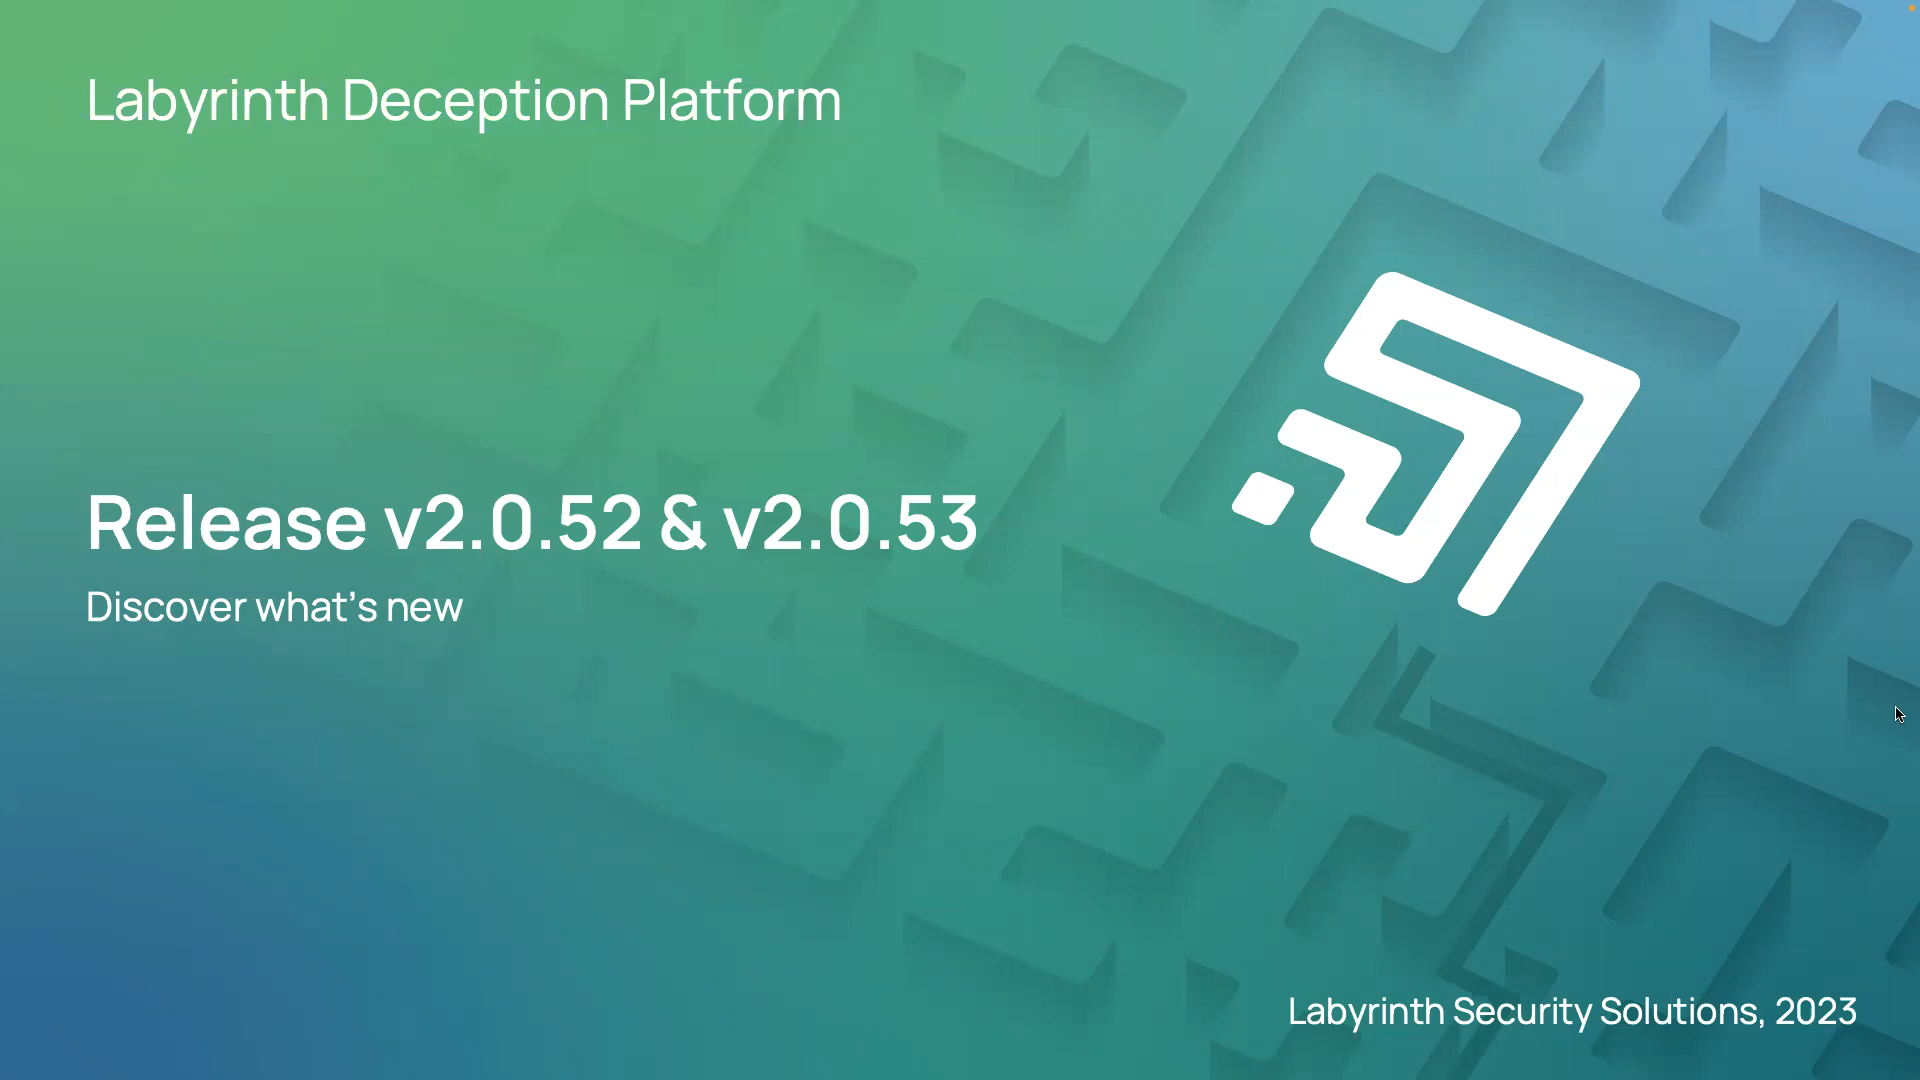 Labyrinth Deception Platform
Release v2.0.52 & v2.0.53
Discover what’s new
Labyrinth Security Solutions, 2023